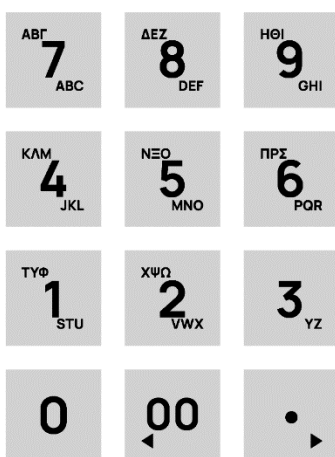 ΑΒΓ ΔΕΖ ΗΘΙ
7 8 9
ABC DEF GHI
ΚΛΜ ΝΞΟ ΠΡΣ
4 5 6
JKL MNO PQR
ΤΥΦ ΧΨΩ
1 2 3
STU VWX YZ
0 00 .